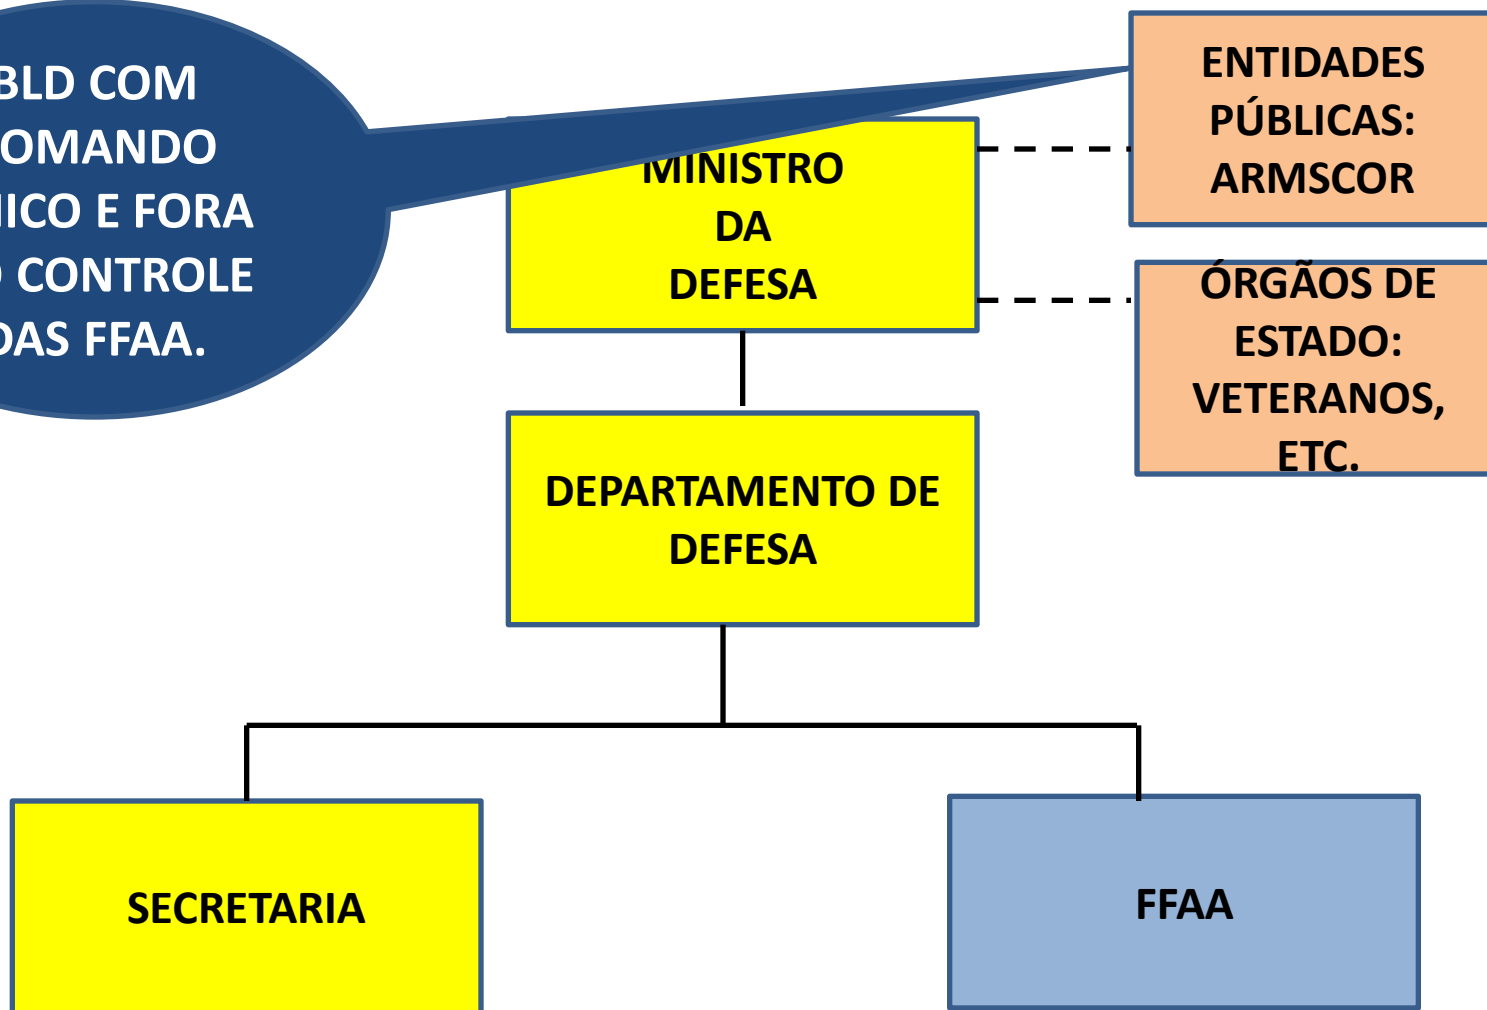 BLD COM
OMANDO
NICO E FORA
O CONTROLE
DAS FFAA.
ENTIDADES
PÚBLICAS:
ARMSCOR
MINISTRO
DA
DEFESA
ÓRGÃOS DE
ESTADO:
VETERANOS,
ETC.
DEPARTAMENTO DE
DEFESA
SECRETARIA
FFAA